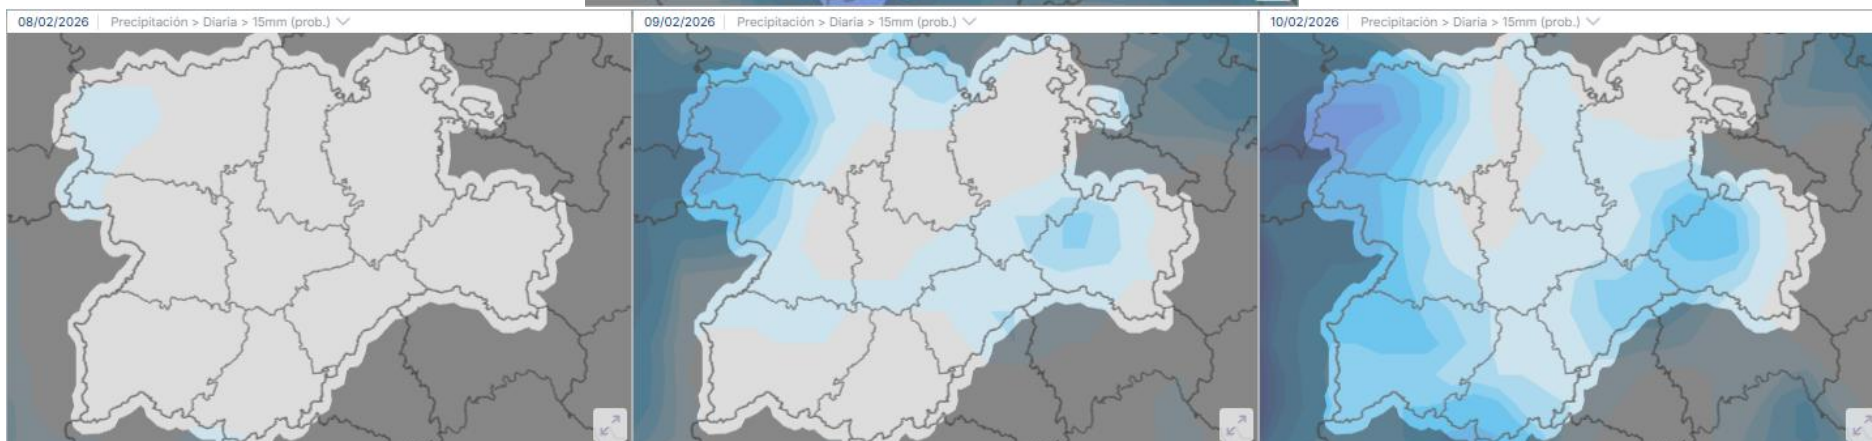 08/02/2026 Precipitación > Diaria > 15mm (prob.)
09/02/2026 Precipitación > Diaria > 15mm (prob.)
10/02/2026 Precipitación > Diaria > 15mm (prob.)